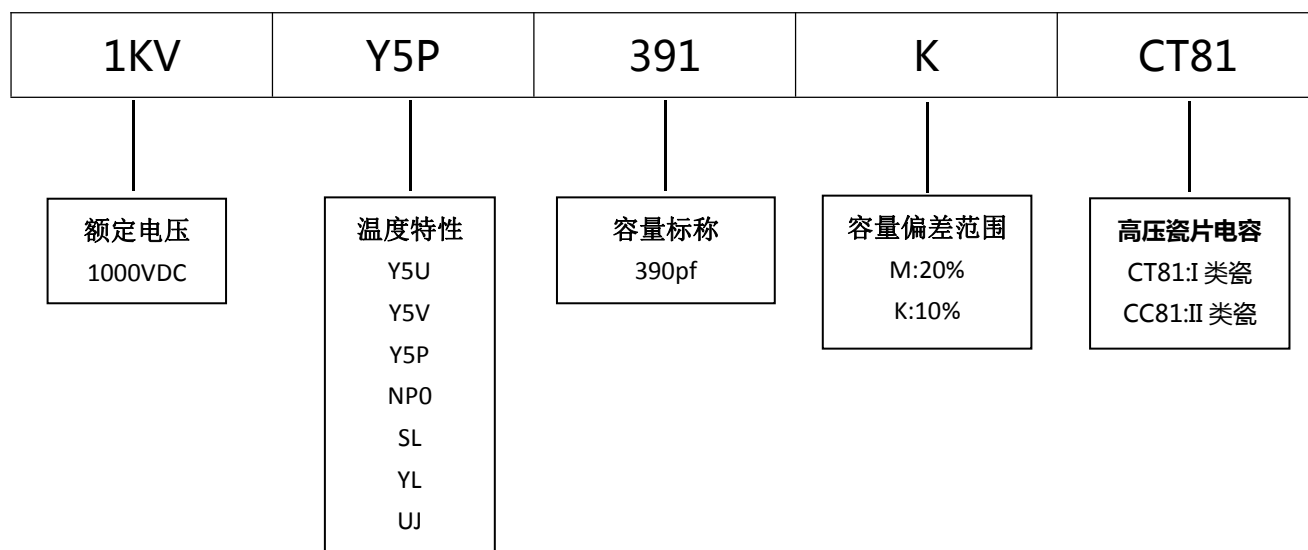 1KV Y5P 391 K CT81
额定电压
1000VDC
温度特性
Y5U
Y5V
Y5P
NP0
SL
YL
UJ
容量标称
390pf
容量偏差范围
M:20%
K:10%
高压瓷片电容
CT81:I 类瓷
CC81:II 类瓷